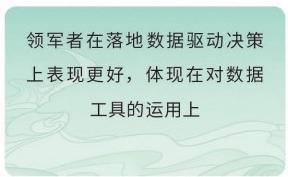 领军者在落地数据驱动决策
上表现更好，体现在对数据
工具的运用上